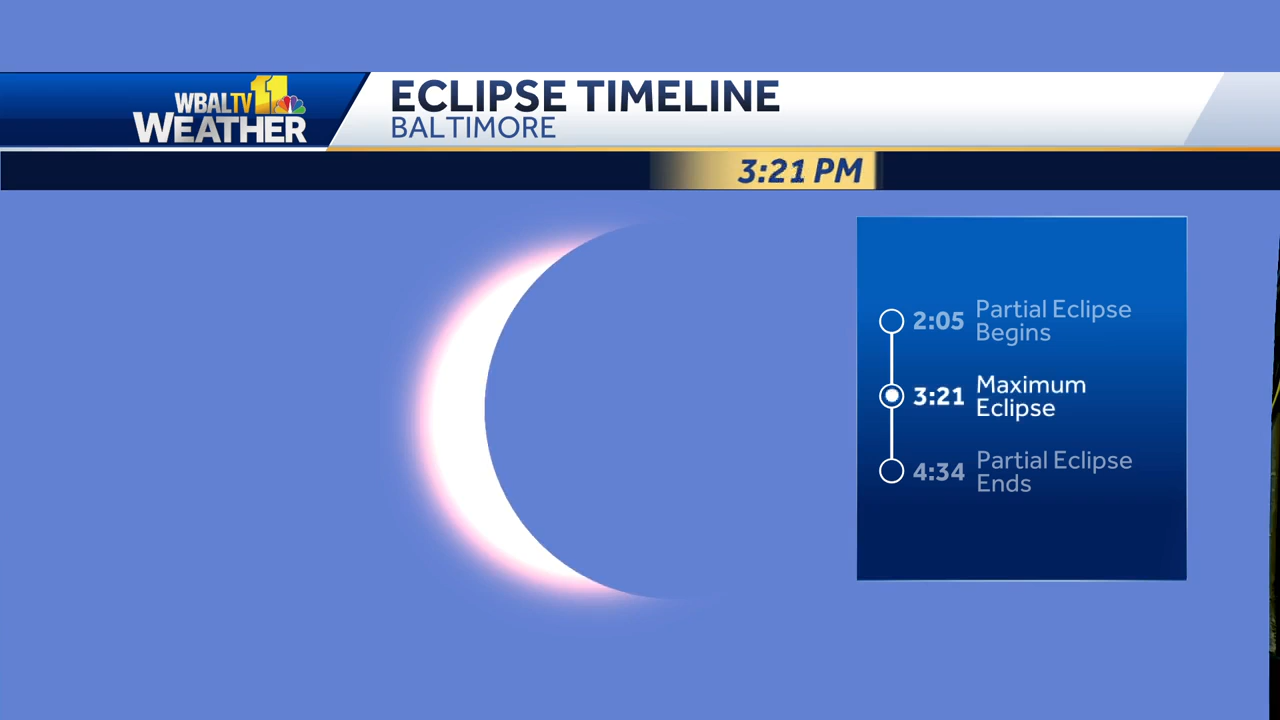 WBALTV 11
WEATHER
ECLIPSE TIMELINE
BALTIMORE
3:21 PM
2:05 Partial Eclipse
Begins
3:21 Maximum
Eclipse
4:34 Partial Eclipse
Ends